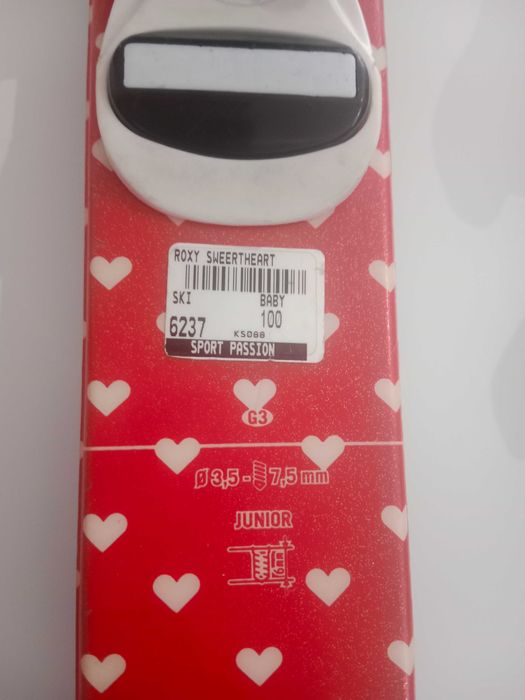 ROXY SWEERTHEART
SKI BABY
6237 100
KS088
SPORT PASSION
G3
Ø 3,5 - 7,5 mm
JUNIOR